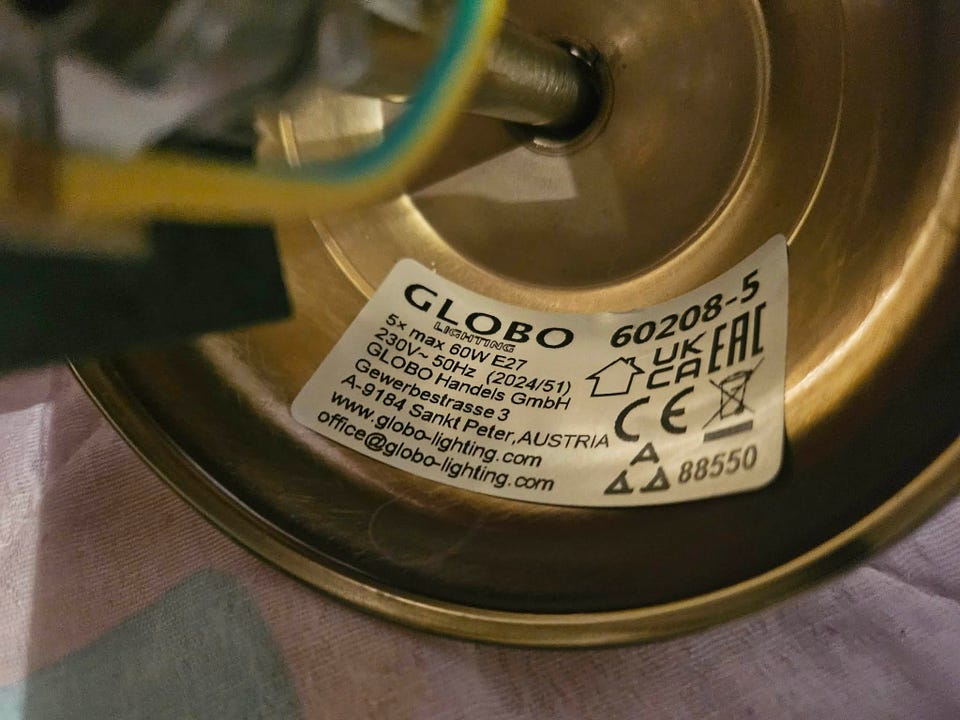 GLOBO
LIGHTING
5x max 60W E27
230V~ 50Hz (2024/51)
GLOBO Handels GmbH
Gewerbestrasse 3
A-9184 Sankt Peter,AUSTRIA
www.globo-lighting.com
office@globo-lighting.com
60208-5
UK
CA
EAC
CE
88550